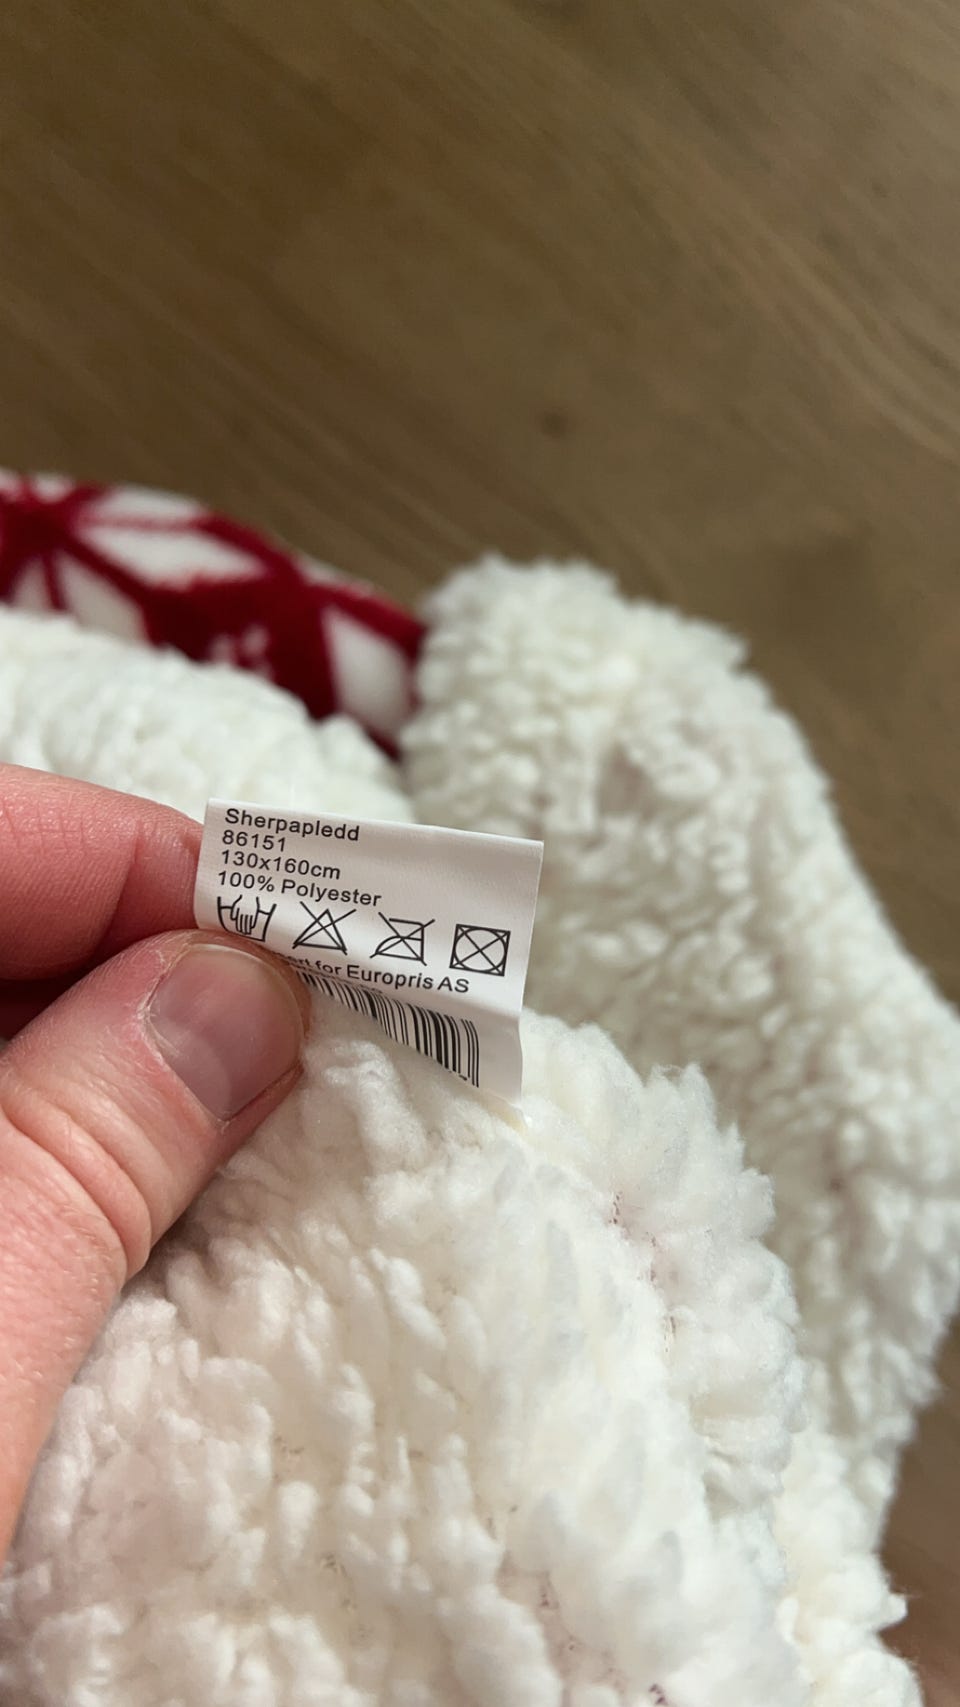 Sherpapledd
86151
130x160cm
100% Polyester
for Europris AS